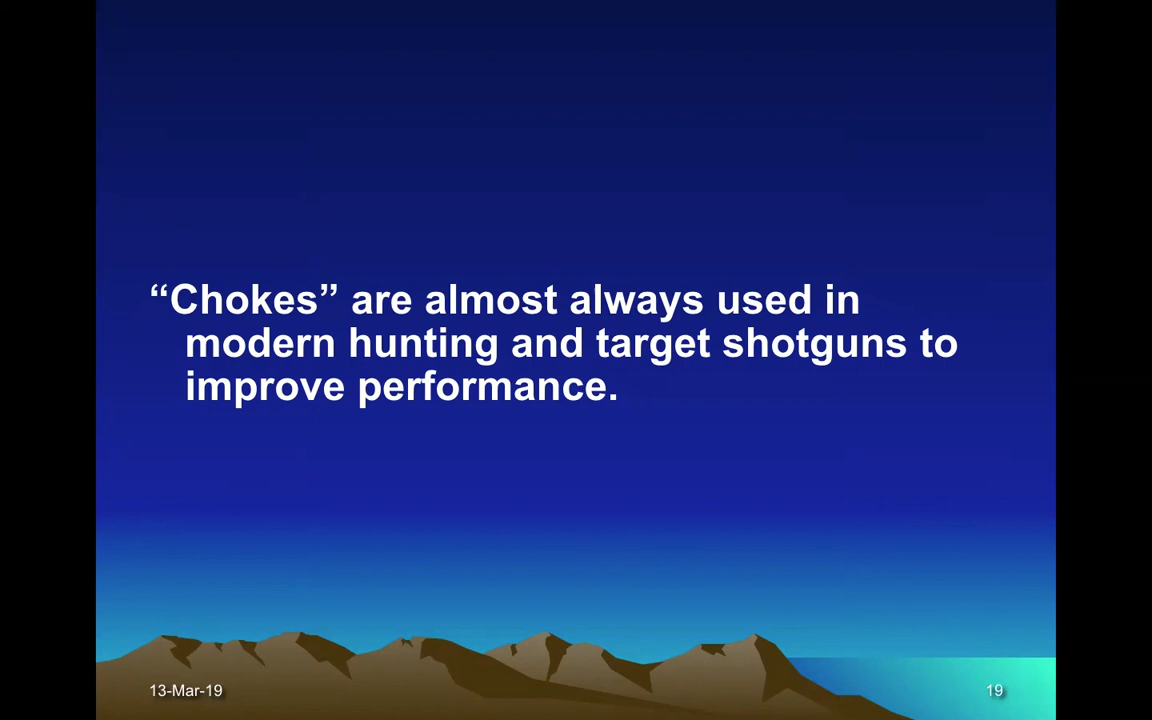 “Chokes” are almost always used in
modern hunting and target shotguns to
improve performance.
13-Mar-19
19